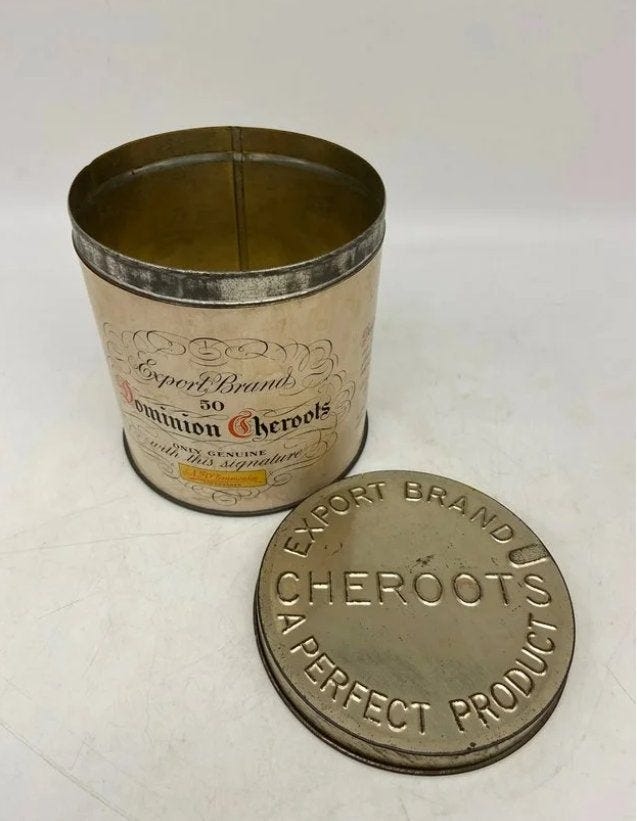 Export Brand
50
Dominion Cheroots
ONLY GENUINE
with this signature
EXPORT BRAND
CHEROOTS
A PERFECT PRODUCT